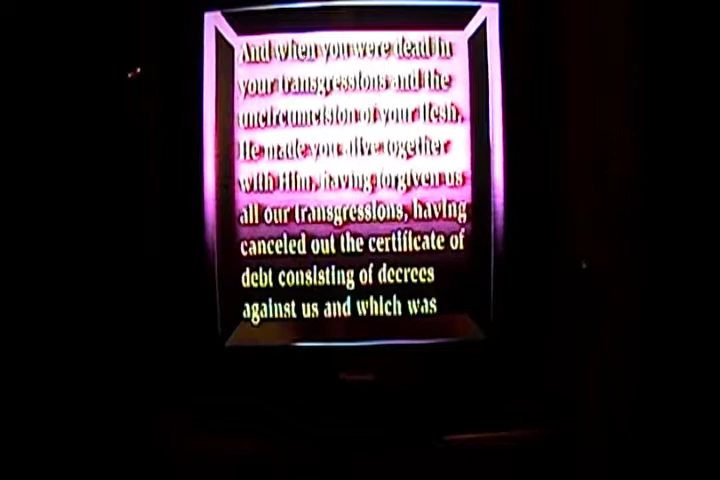 And when you were dead in
your transgressions and the
uncircumcision of your flesh,
He made you alive together
with Him, having forgiven us
all our transgressions, having
canceled out the certificate of
debt consisting of decrees
against us and which was